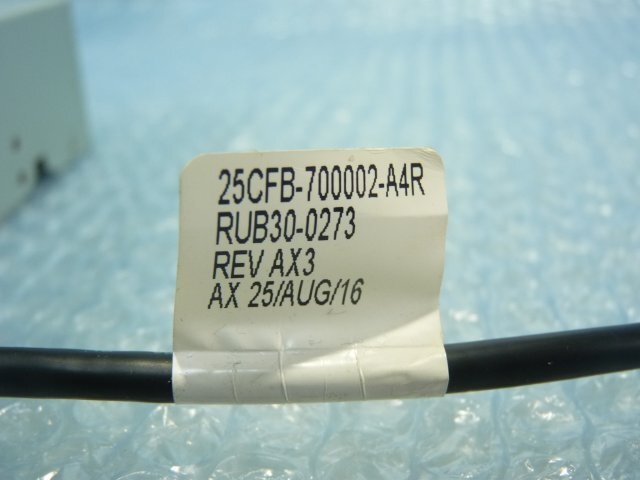 25CFB-700002-A4R
RUB30-0273
REV AX3
AX 25/AUG/16